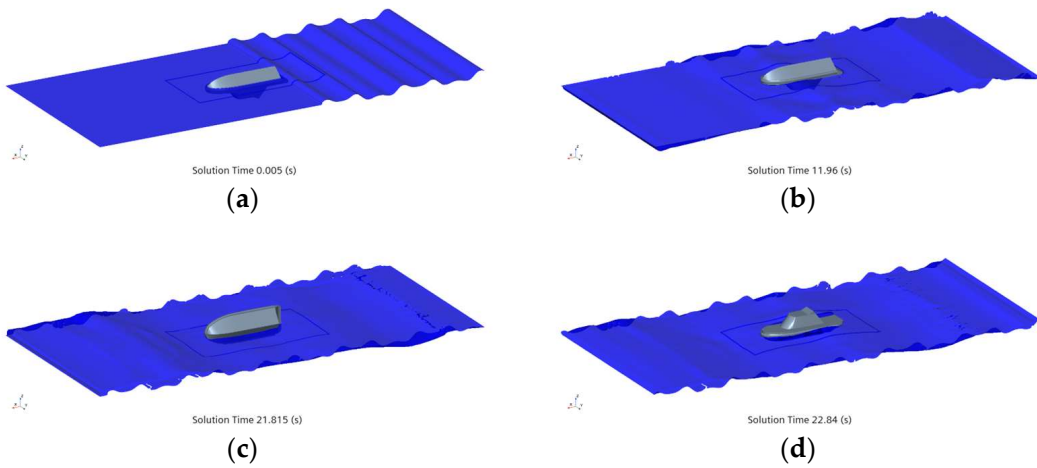 Solution Time 0.005 (s)
Solution Time 11.96 (s)
(a)
(b)
Solution Time 21.815 (s)
Solution Time 22.84 (s)
(c)
(d)